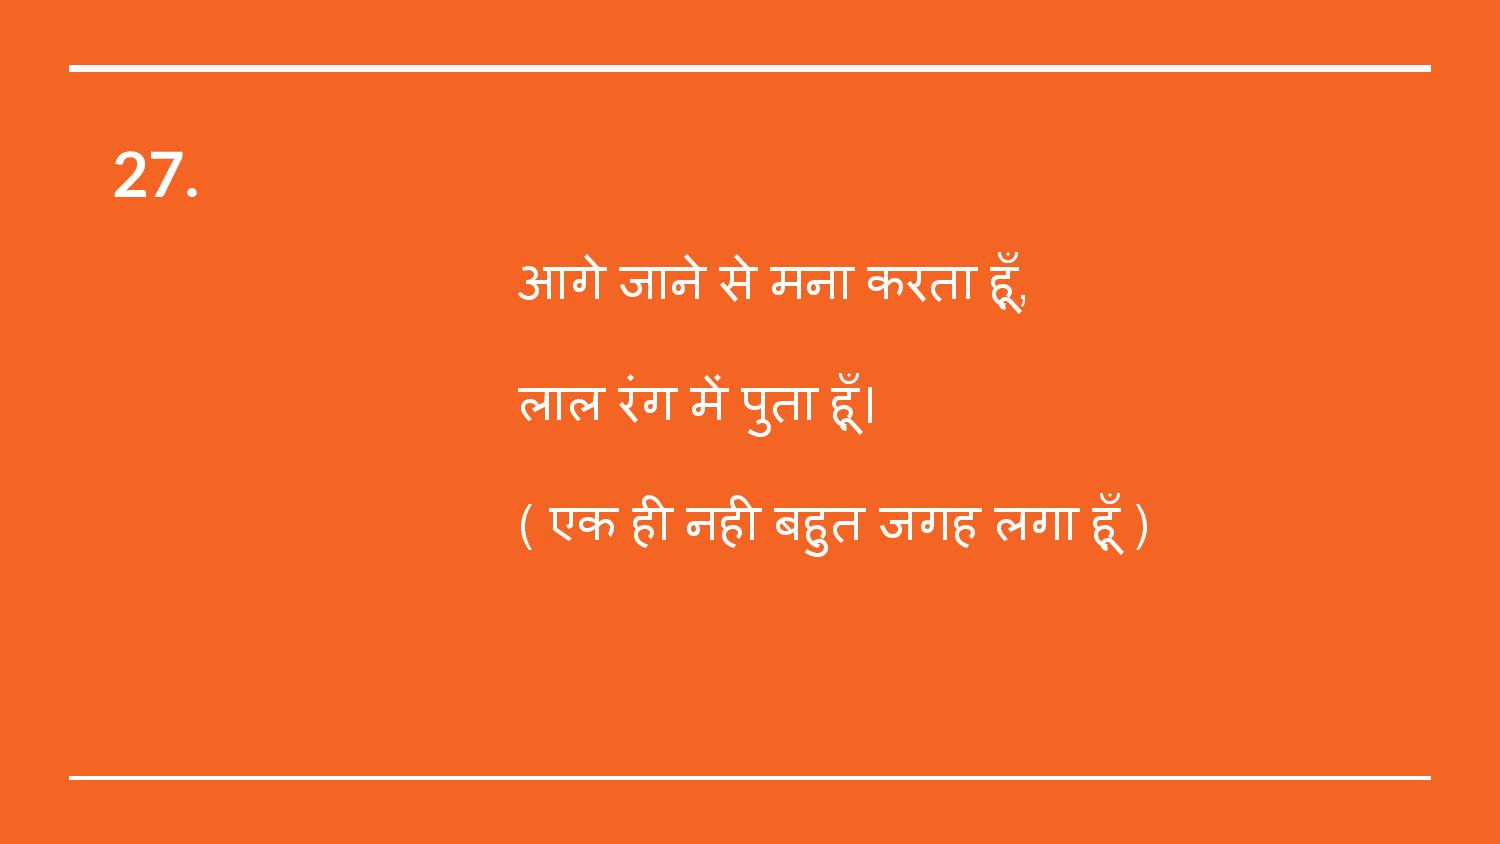 27.
आगे जाने से मना करता हूँ,
लाल रंग में पुता हूँ।
( एक ही नही बहुत जगह लगा हूँ )